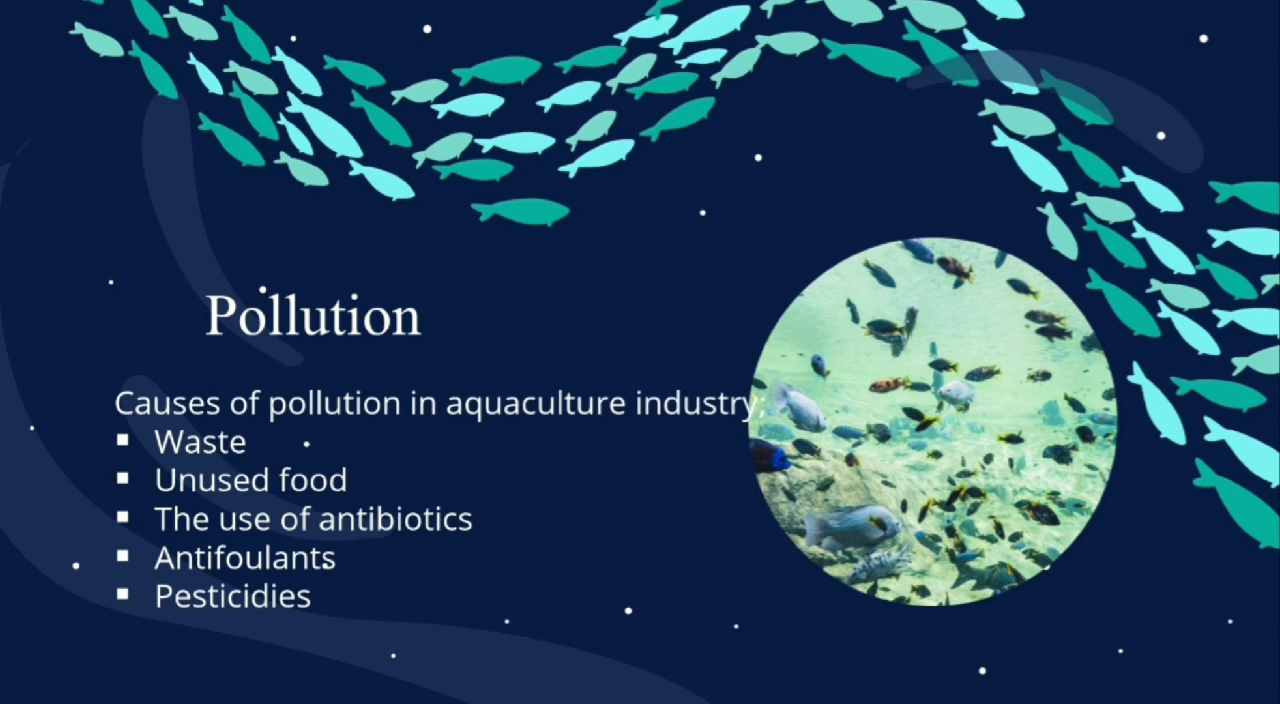 Pollution
Causes of pollution in aquaculture industry;
▪ Waste
▪ Unused food
▪ The use of antibiotics
▪ Antifoulants
▪ Pesticidies